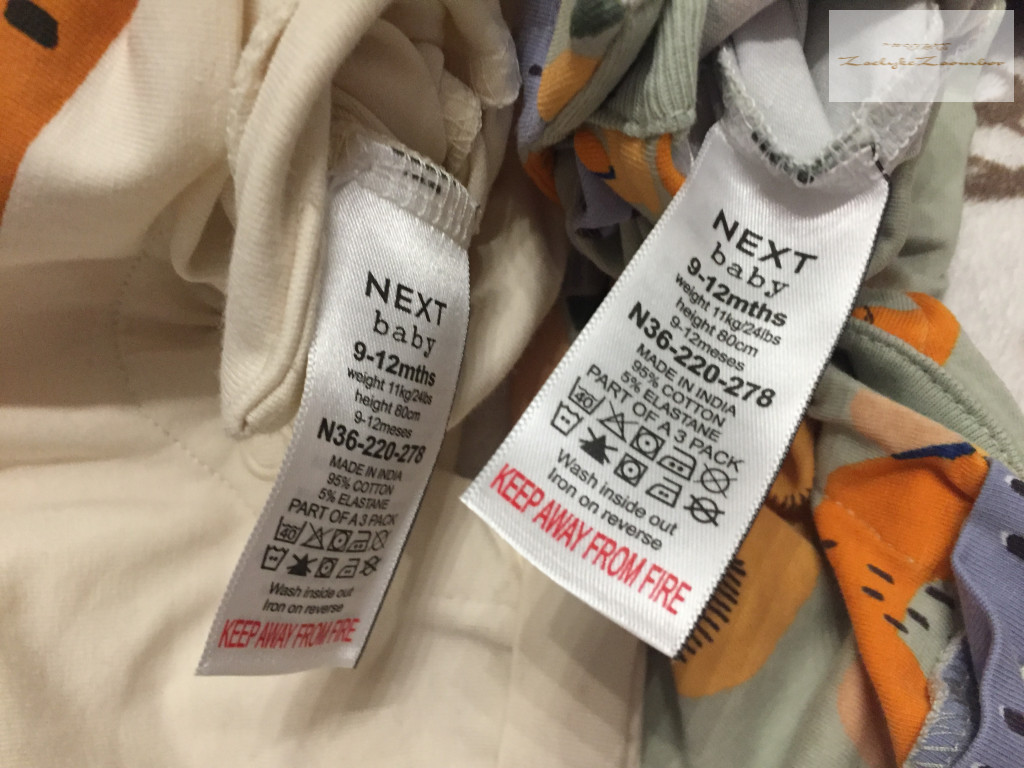 NEXT
baby
9-12mths
weight 11kg/24lbs
height 80cm
9-12meses
N36-220-278
MADE IN INDIA
95% COTTON
5% ELASTANE
PART OF A 3 PACK
40
Wash inside out
Iron on reverse
KEEP AWAY FROM FIRE
NEXT
baby
9-12mths
weight 11kg/24lbs
height 80cm
9-12meses
N36-220-278
MADE IN INDIA
95% COTTON
5% ELASTANE
PART OF A 3 PACK
40
Wash inside out
Iron on reverse
KEEP AWAY FROM FIRE